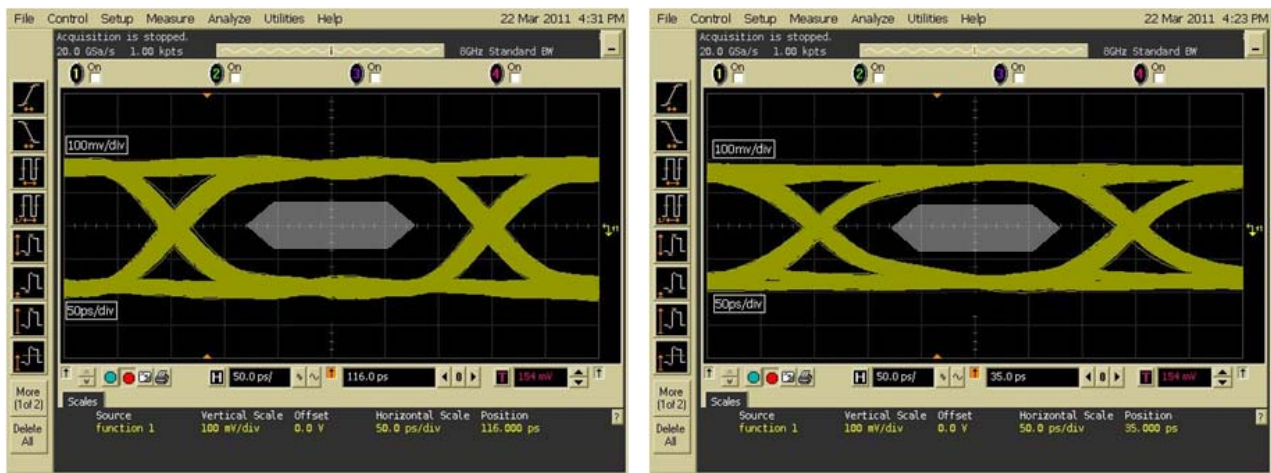 File Control Setup Measure Analyze Utilities Help 22 Mar 2011 4:31 PM
Acquisition is stopped.
20.0 GSa/s 1.00 kpts 8GHz Standard BW
1 On 2 On 3 On 4 On
100mv/div
50ps/div
More
(1 of 2)
Delete
All
H 50.0 ps/ 116.0 ps 0 T 154 mV
Scales
Source Vertical Scale Offset Horizontal Scale Position
function 1 100 mV/div 0.0 V 50.0 ps/div 116.000 ps
File Control Setup Measure Analyze Utilities Help 22 Mar 2011 4:23 PM
Acquisition is stopped.
20.0 GSa/s 1.00 kpts 8GHz Standard BW
1 On 2 On 3 On 4 On
100mv/div
50ps/div
More
(1 of 2)
Delete
All
H 50.0 ps/ 35.0 ps 0 T 154 mV
Scales
Source Vertical Scale Offset Horizontal Scale Position
function 1 100 mV/div 0.0 V 50.0 ps/div 35.000 ps